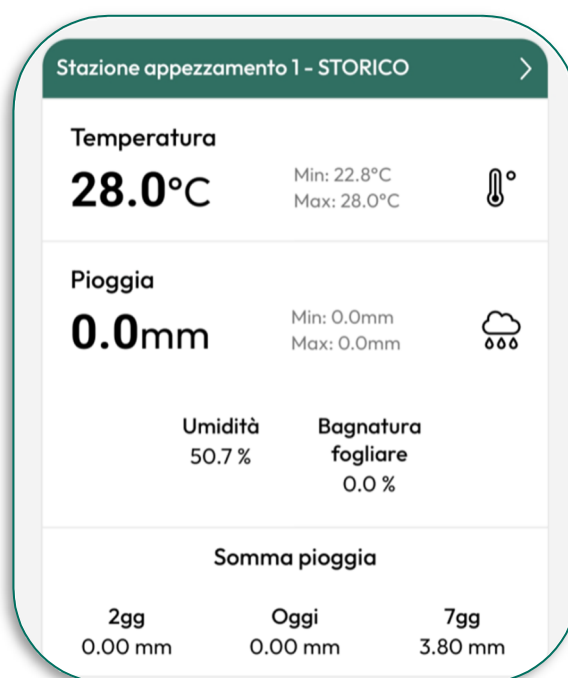 Stazione appezzamento 1 - STORICO
Temperatura
28.0°C
Min: 22.8°C
Max: 28.0°C
Pioggia
0.0mm
Min: 0.0mm
Max: 0.0mm
Umidità
50.7 %
Bagnatura
fogliare
0.0 %
Somma pioggia
2gg
0.00 mm
Oggi
0.00 mm
7gg
3.80 mm